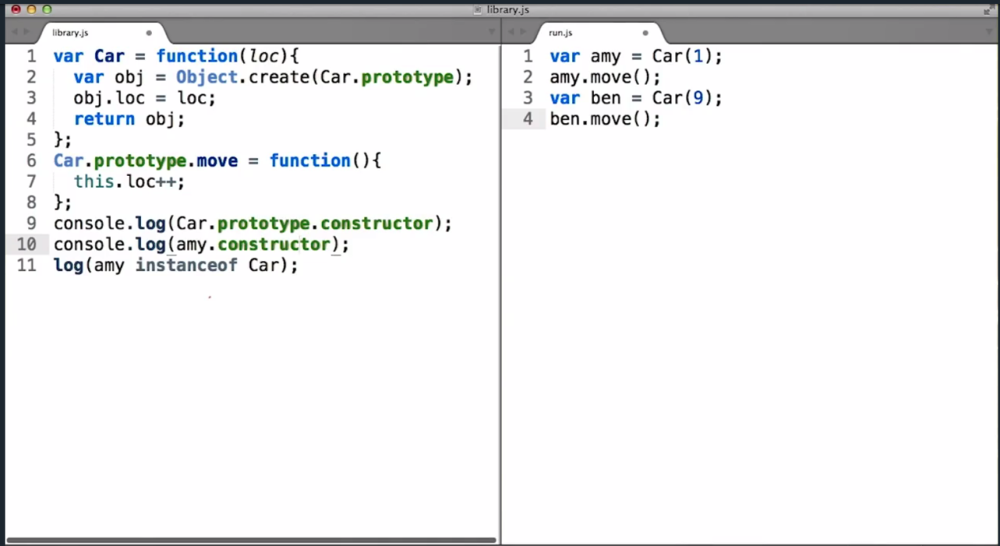 library.js
library.js
1 var Car = function(loc){
2   var obj = Object.create(Car.prototype);
3   obj.loc = loc;
4   return obj;
5 };
6 Car.prototype.move = function(){
7   this.loc++;
8 };
9 console.log(Car.prototype.constructor);
10 console.log(amy.constructor);
11 log(amy instanceof Car);
run.js
1 var amy = Car(1);
2 amy.move();
3 var ben = Car(9);
4 ben.move();